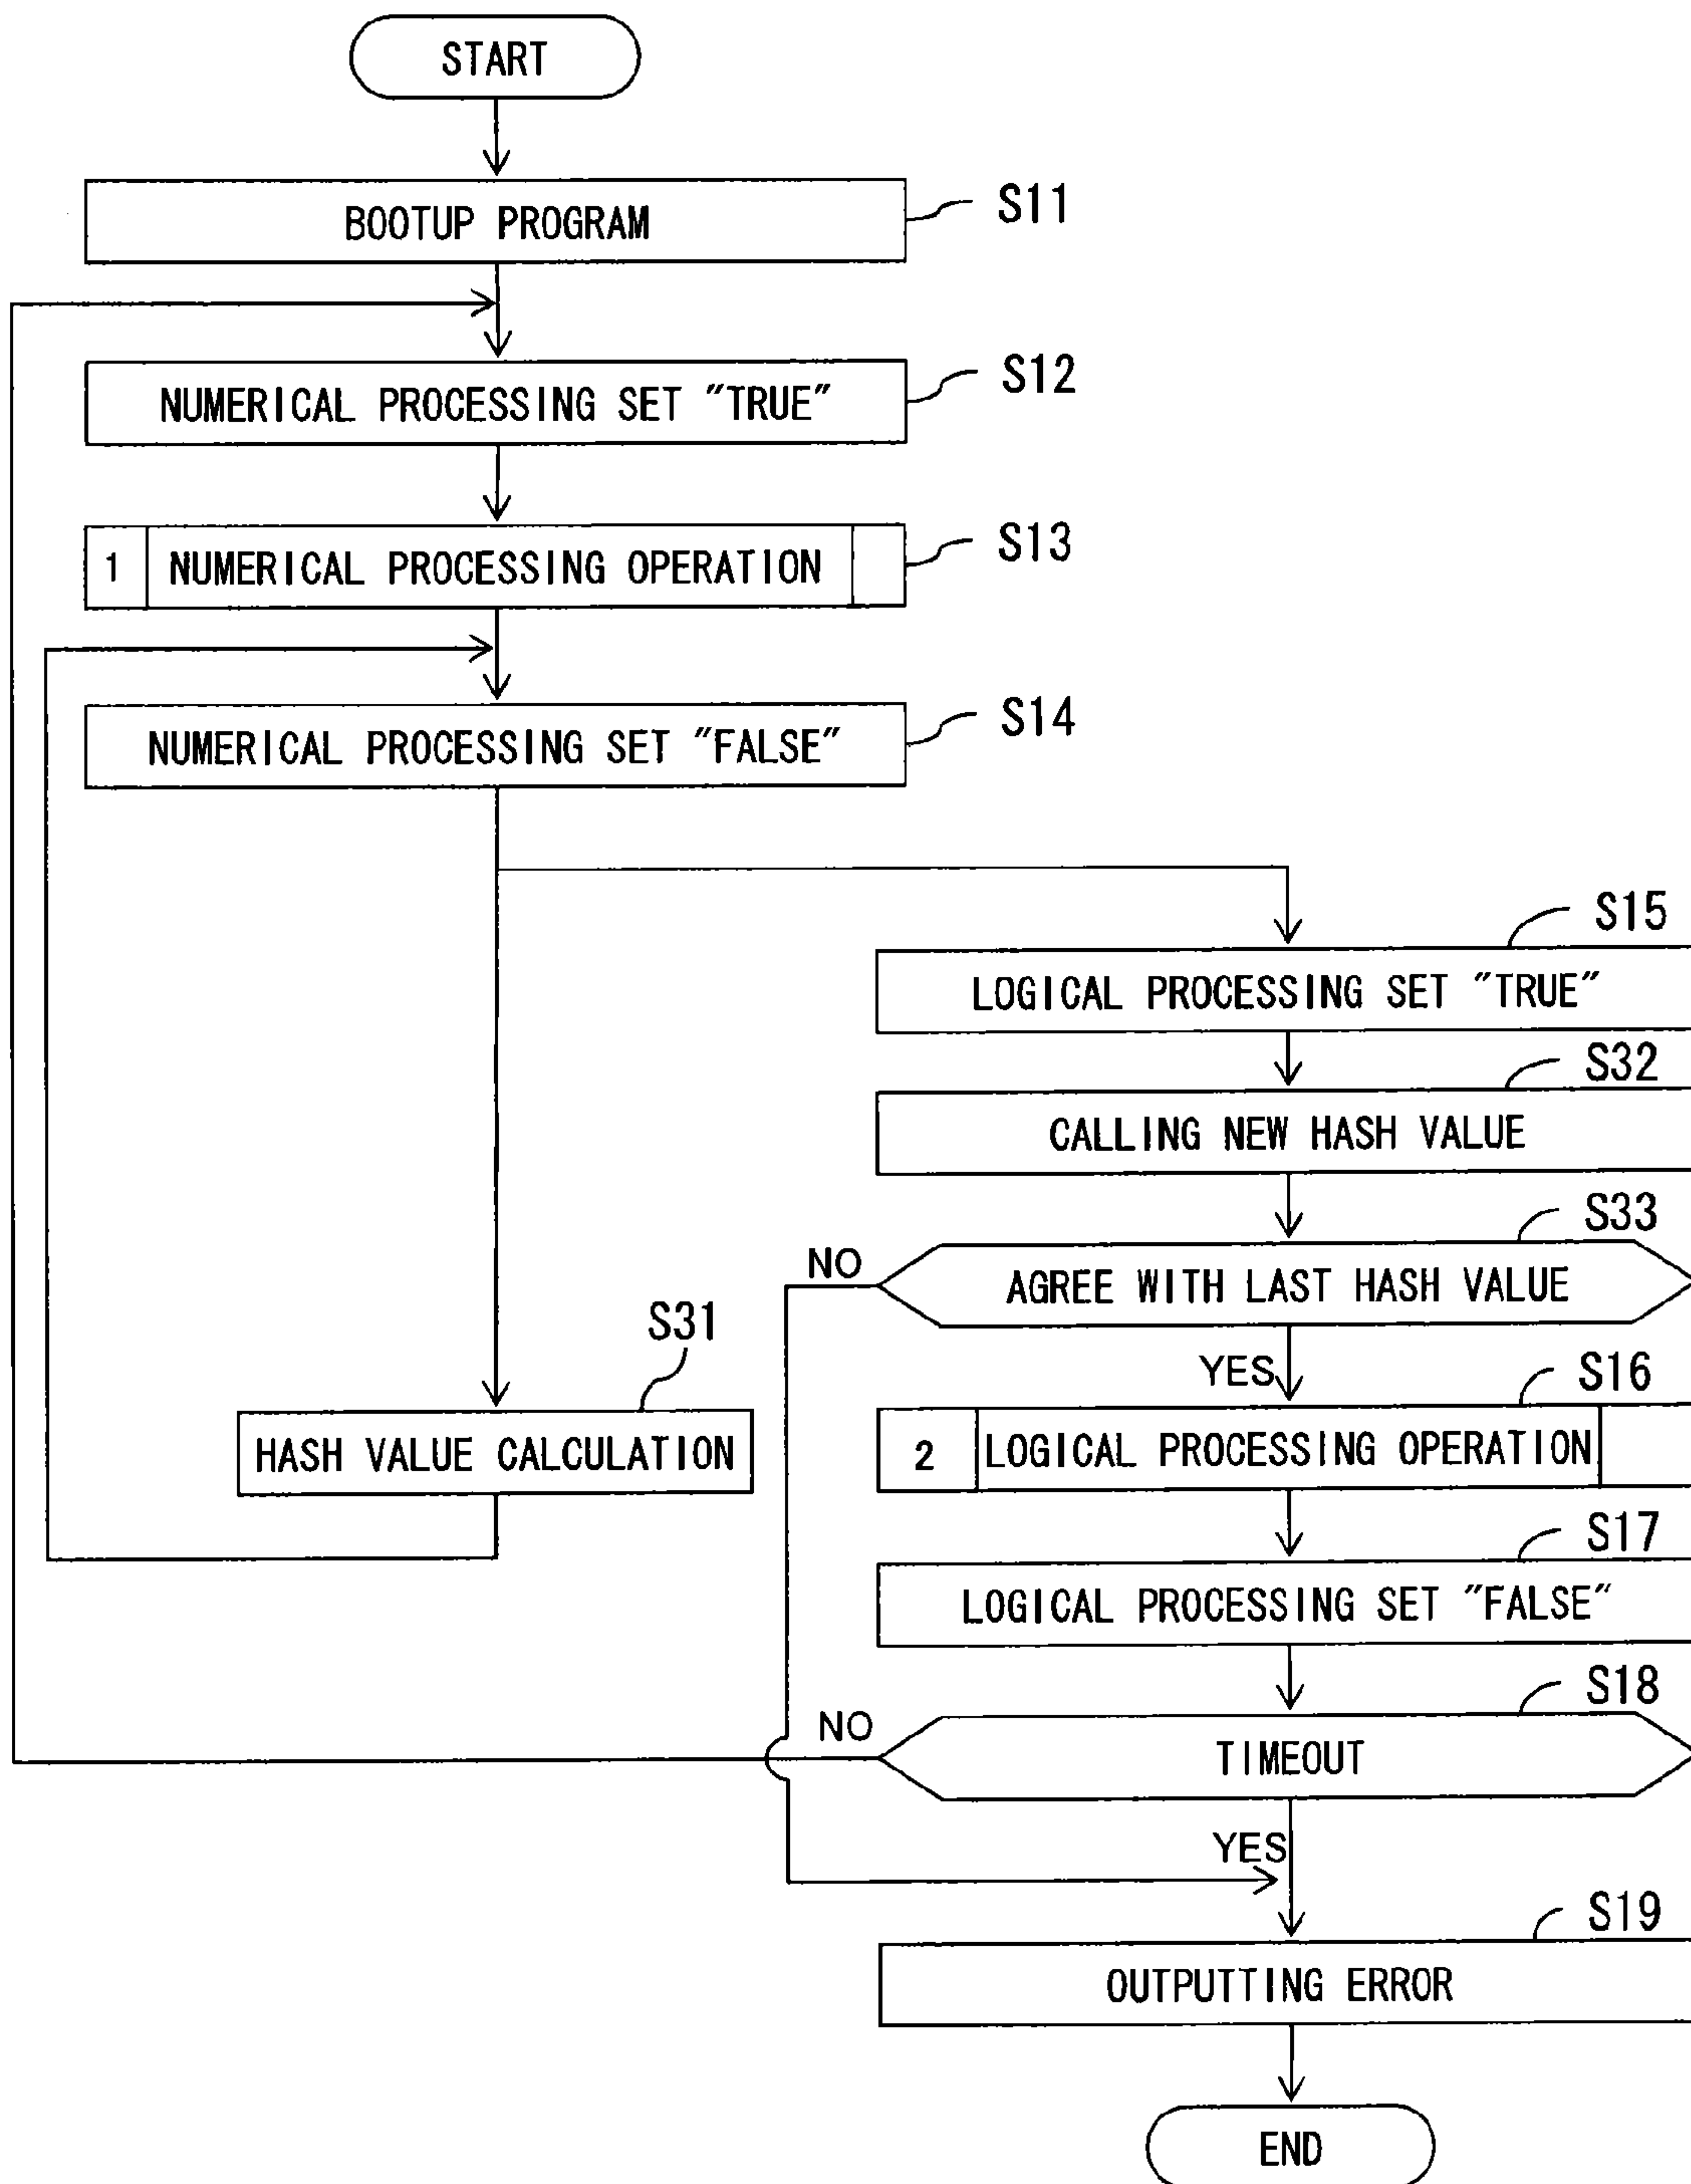 START
BOOTUP PROGRAM
S11
NUMERICAL PROCESSING SET "TRUE"
S12
1 NUMERICAL PROCESSING OPERATION
S13
NUMERICAL PROCESSING SET "FALSE"
S14
S15
LOGICAL PROCESSING SET "TRUE"
S32
CALLING NEW HASH VALUE
S33
NO
AGREE WITH LAST HASH VALUE
YES
S31
HASH VALUE CALCULATION
S16
2 LOGICAL PROCESSING OPERATION
S17
LOGICAL PROCESSING SET "FALSE"
S18
NO
TIMEOUT
YES
S19
OUTPUTTING ERROR
END